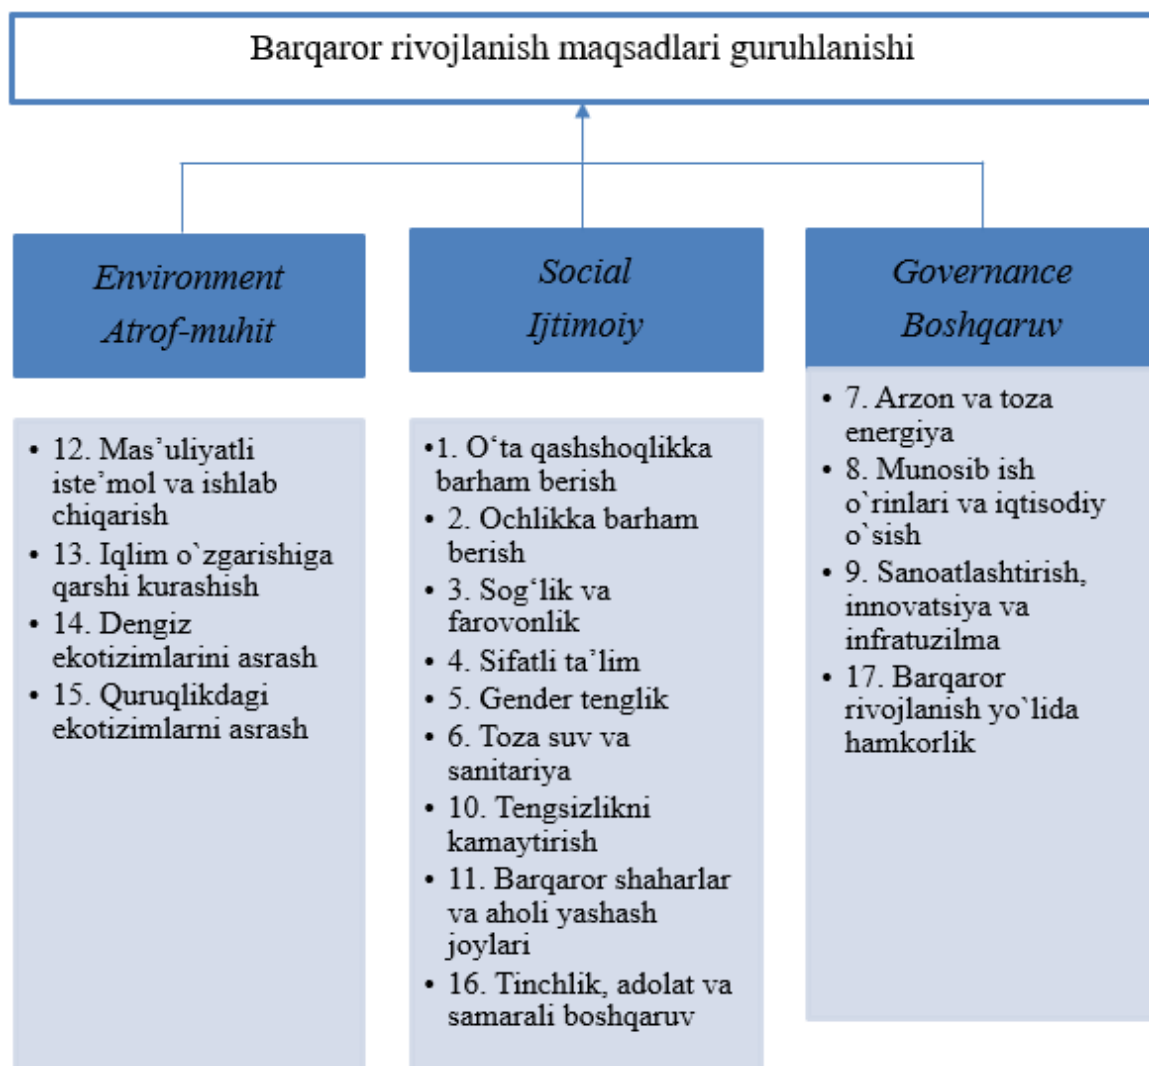 Barqaror rivojlanish maqsadlari guruhlanishi
Environment
Atrof-muhit
• 12. Mas’uliyatli
iste’mol va ishlab
chiqarish
• 13. Iqlim o`zgarishiga
qarshi kurashish
• 14. Dengiz
ekotizimlarini asrash
• 15. Quruqlikdagi
ekotizimlarni asrash
Social
Ijtimoiy
•1. O‘ta qashshoqlikka
barham berish
• 2. Ochlikka barham
berish
• 3. Sog‘lik va
farovonlik
• 4. Sifatli ta’lim
• 5. Gender tenglik
• 6. Toza suv va
sanitariya
• 10. Tengsizlikni
kamaytirish
• 11. Barqaror shaharlar
va aholi yashash
joylari
• 16. Tinchlik, adolat va
samarali boshqaruv
Governance
Boshqaruv
• 7. Arzon va toza
energiya
• 8. Munosib ish
o`rinlari va iqtisodiy
o`sish
• 9. Sanoatlashtirish,
innovatsiya va
infratuzilma
• 17. Barqaror
rivojlanish yo`lida
hamkorlik